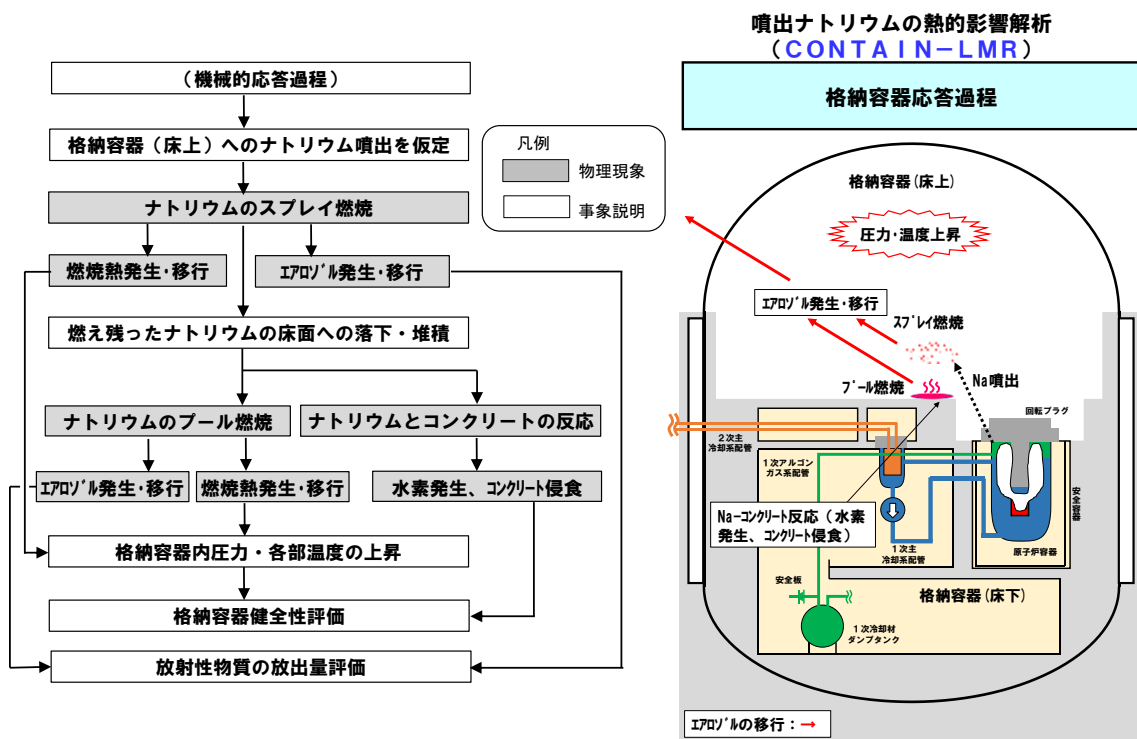 （機械的応答過程）
格納容器（床上）へのナトリウム噴出を仮定
ナトリウムのスプレイ燃焼
燃焼熱発生・移行
ｴｱﾛｿﾞﾙ発生・移行
燃え残ったナトリウムの床面への落下・堆積
ナトリウムのプール燃焼
ナトリウムとコンクリートの反応
ｴｱﾛｿﾞﾙ発生・移行
燃焼熱発生・移行
水素発生、ｺﾝｸﾘｰﾄ侵食
格納容器内圧力・各部温度の上昇
格納容器健全性評価
放射性物質の放出量評価
凡例
物理現象
事象説明
噴出ナトリウムの熱的影響解析
（ＣＯＮＴＡＩＮ－ＬＭＲ）
格納容器応答過程
格納容器(床上)
圧力・温度上昇
ｴｱﾛｿﾞﾙ発生・移行
ｽﾌﾟﾚｲ燃焼
Na噴出
ﾌﾟｰﾙ燃焼
回転プラグ
２次主
冷却系配管
１次アルゴン
ガス系配管
Na-コンクリート反応（水素
発生、ｺﾝｸﾘｰﾄ侵食）
１次主
冷却系配管
安全容器
原子炉容器
安全板
格納容器(床下)
１次冷却材
ダンプタンク
ｴｱﾛｿﾞﾙの移行：→